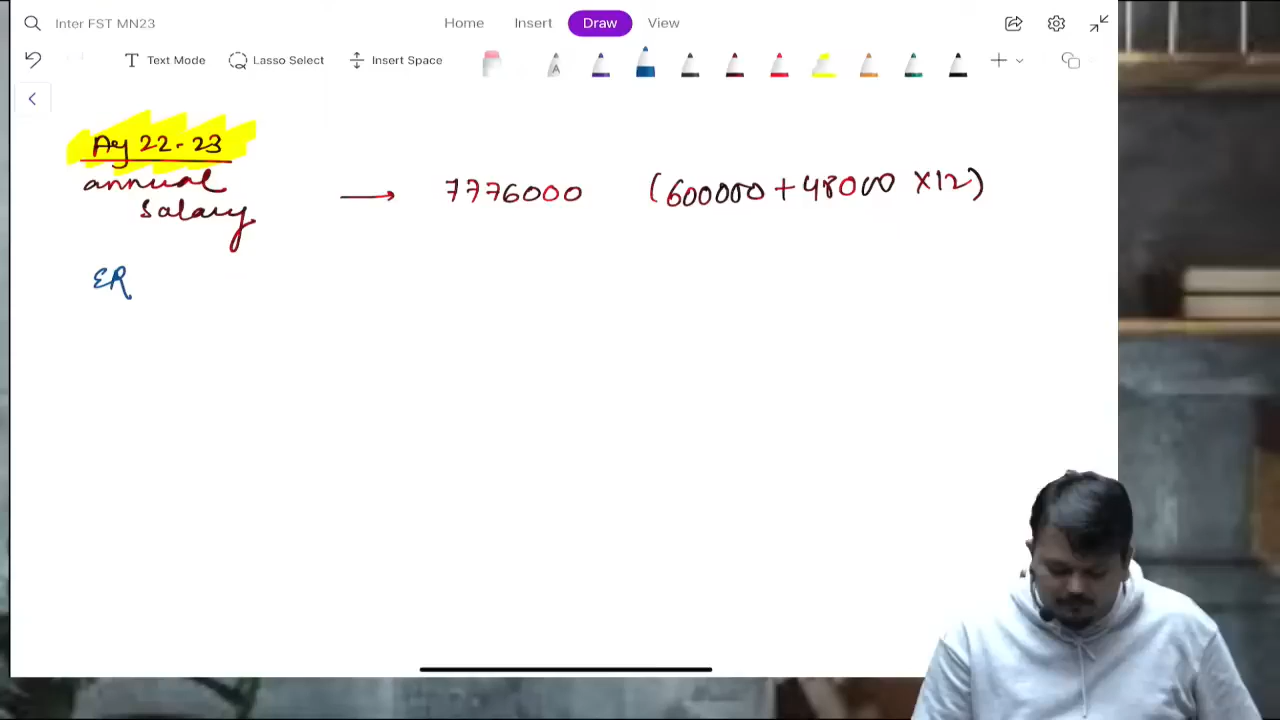 Inter FST MN23
Home Insert Draw View
Text Mode Lasso Select Insert Space
A
Ay 22-23
annual
salary → 7776000 (600000 + 48000 X12)
ER